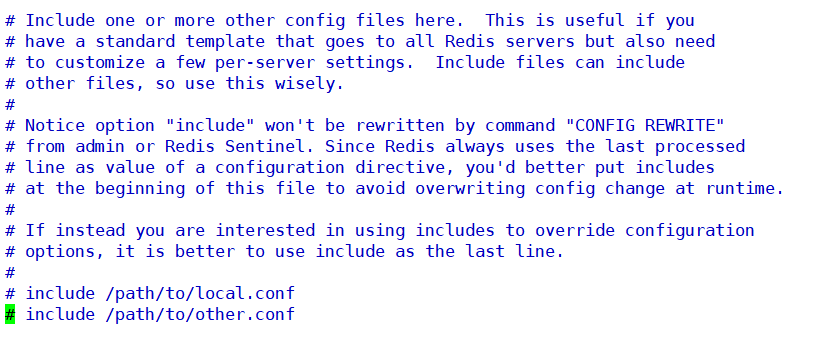 # Include one or more other config files here.  This is useful if you
# have a standard template that goes to all Redis servers but also need
# to customize a few per-server settings.  Include files can include
# other files, so use this wisely.
#
# Notice option "include" won't be rewritten by command "CONFIG REWRITE"
# from admin or Redis Sentinel. Since Redis always uses the last processed
# line as value of a configuration directive, you'd better put includes
# at the beginning of this file to avoid overwriting config change at runtime.
#
# If instead you are interested in using includes to override configuration
# options, it is better to use include as the last line.
#
# include /path/to/local.conf
# include /path/to/other.conf